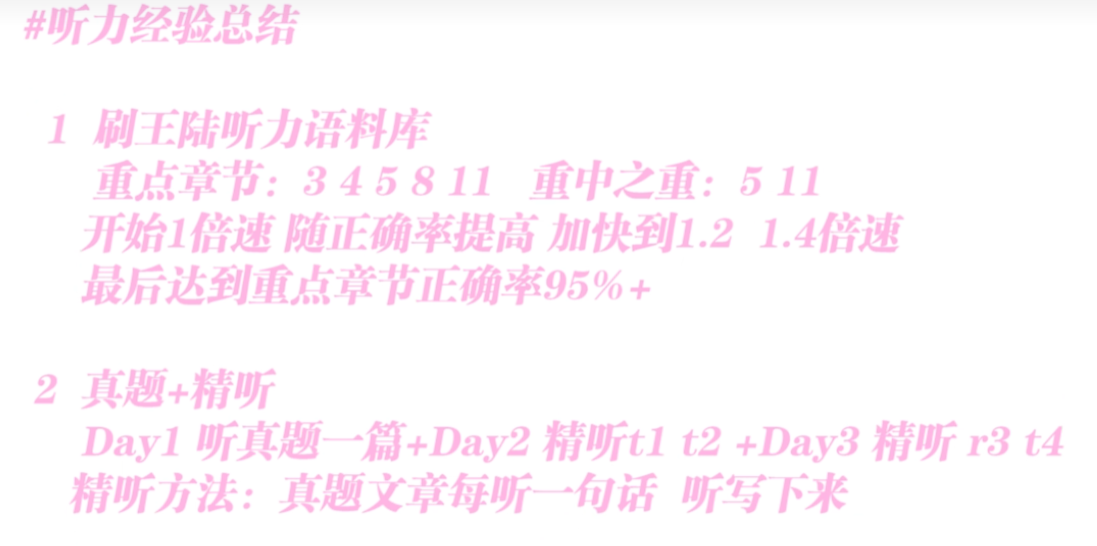 #听力经验总结
1 刷王陆听力语料库
重点章节：3 4 5 8 11 重中之重：5 11
开始1倍速 随正确率提高 加快到1.2 1.4倍速
最后达到重点章节正确率95%+
2 真题+精听
Day1 听真题一篇+Day2 精听t1 t2 +Day3 精听 r3 t4
精听方法：真题文章每听一句话 听写下来